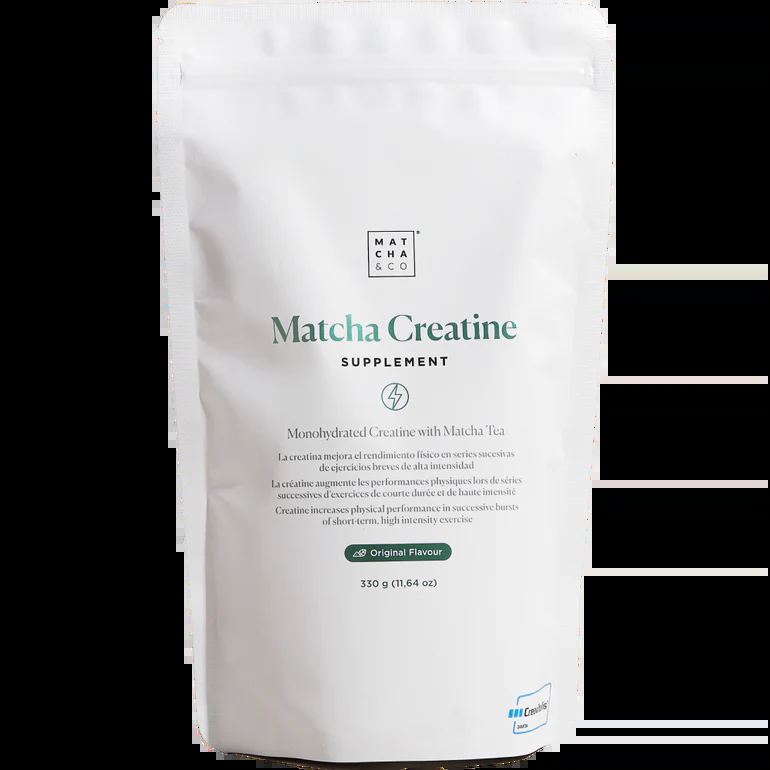 MAT
CHA
& CO
®
Matcha Creatine
SUPPLEMENT
Monohydrated Creatine with Matcha Tea
La creatina mejora el rendimiento físico en series sucesivas
de ejercicios breves de alta intensidad
La créatine augmente les performances physiques lors de séries
successives d'exercices de courte durée et de haute intensité
Creatine increases physical performance in successive bursts
of short-term, high intensity exercise
Original Flavour
330 g (11,64 oz)